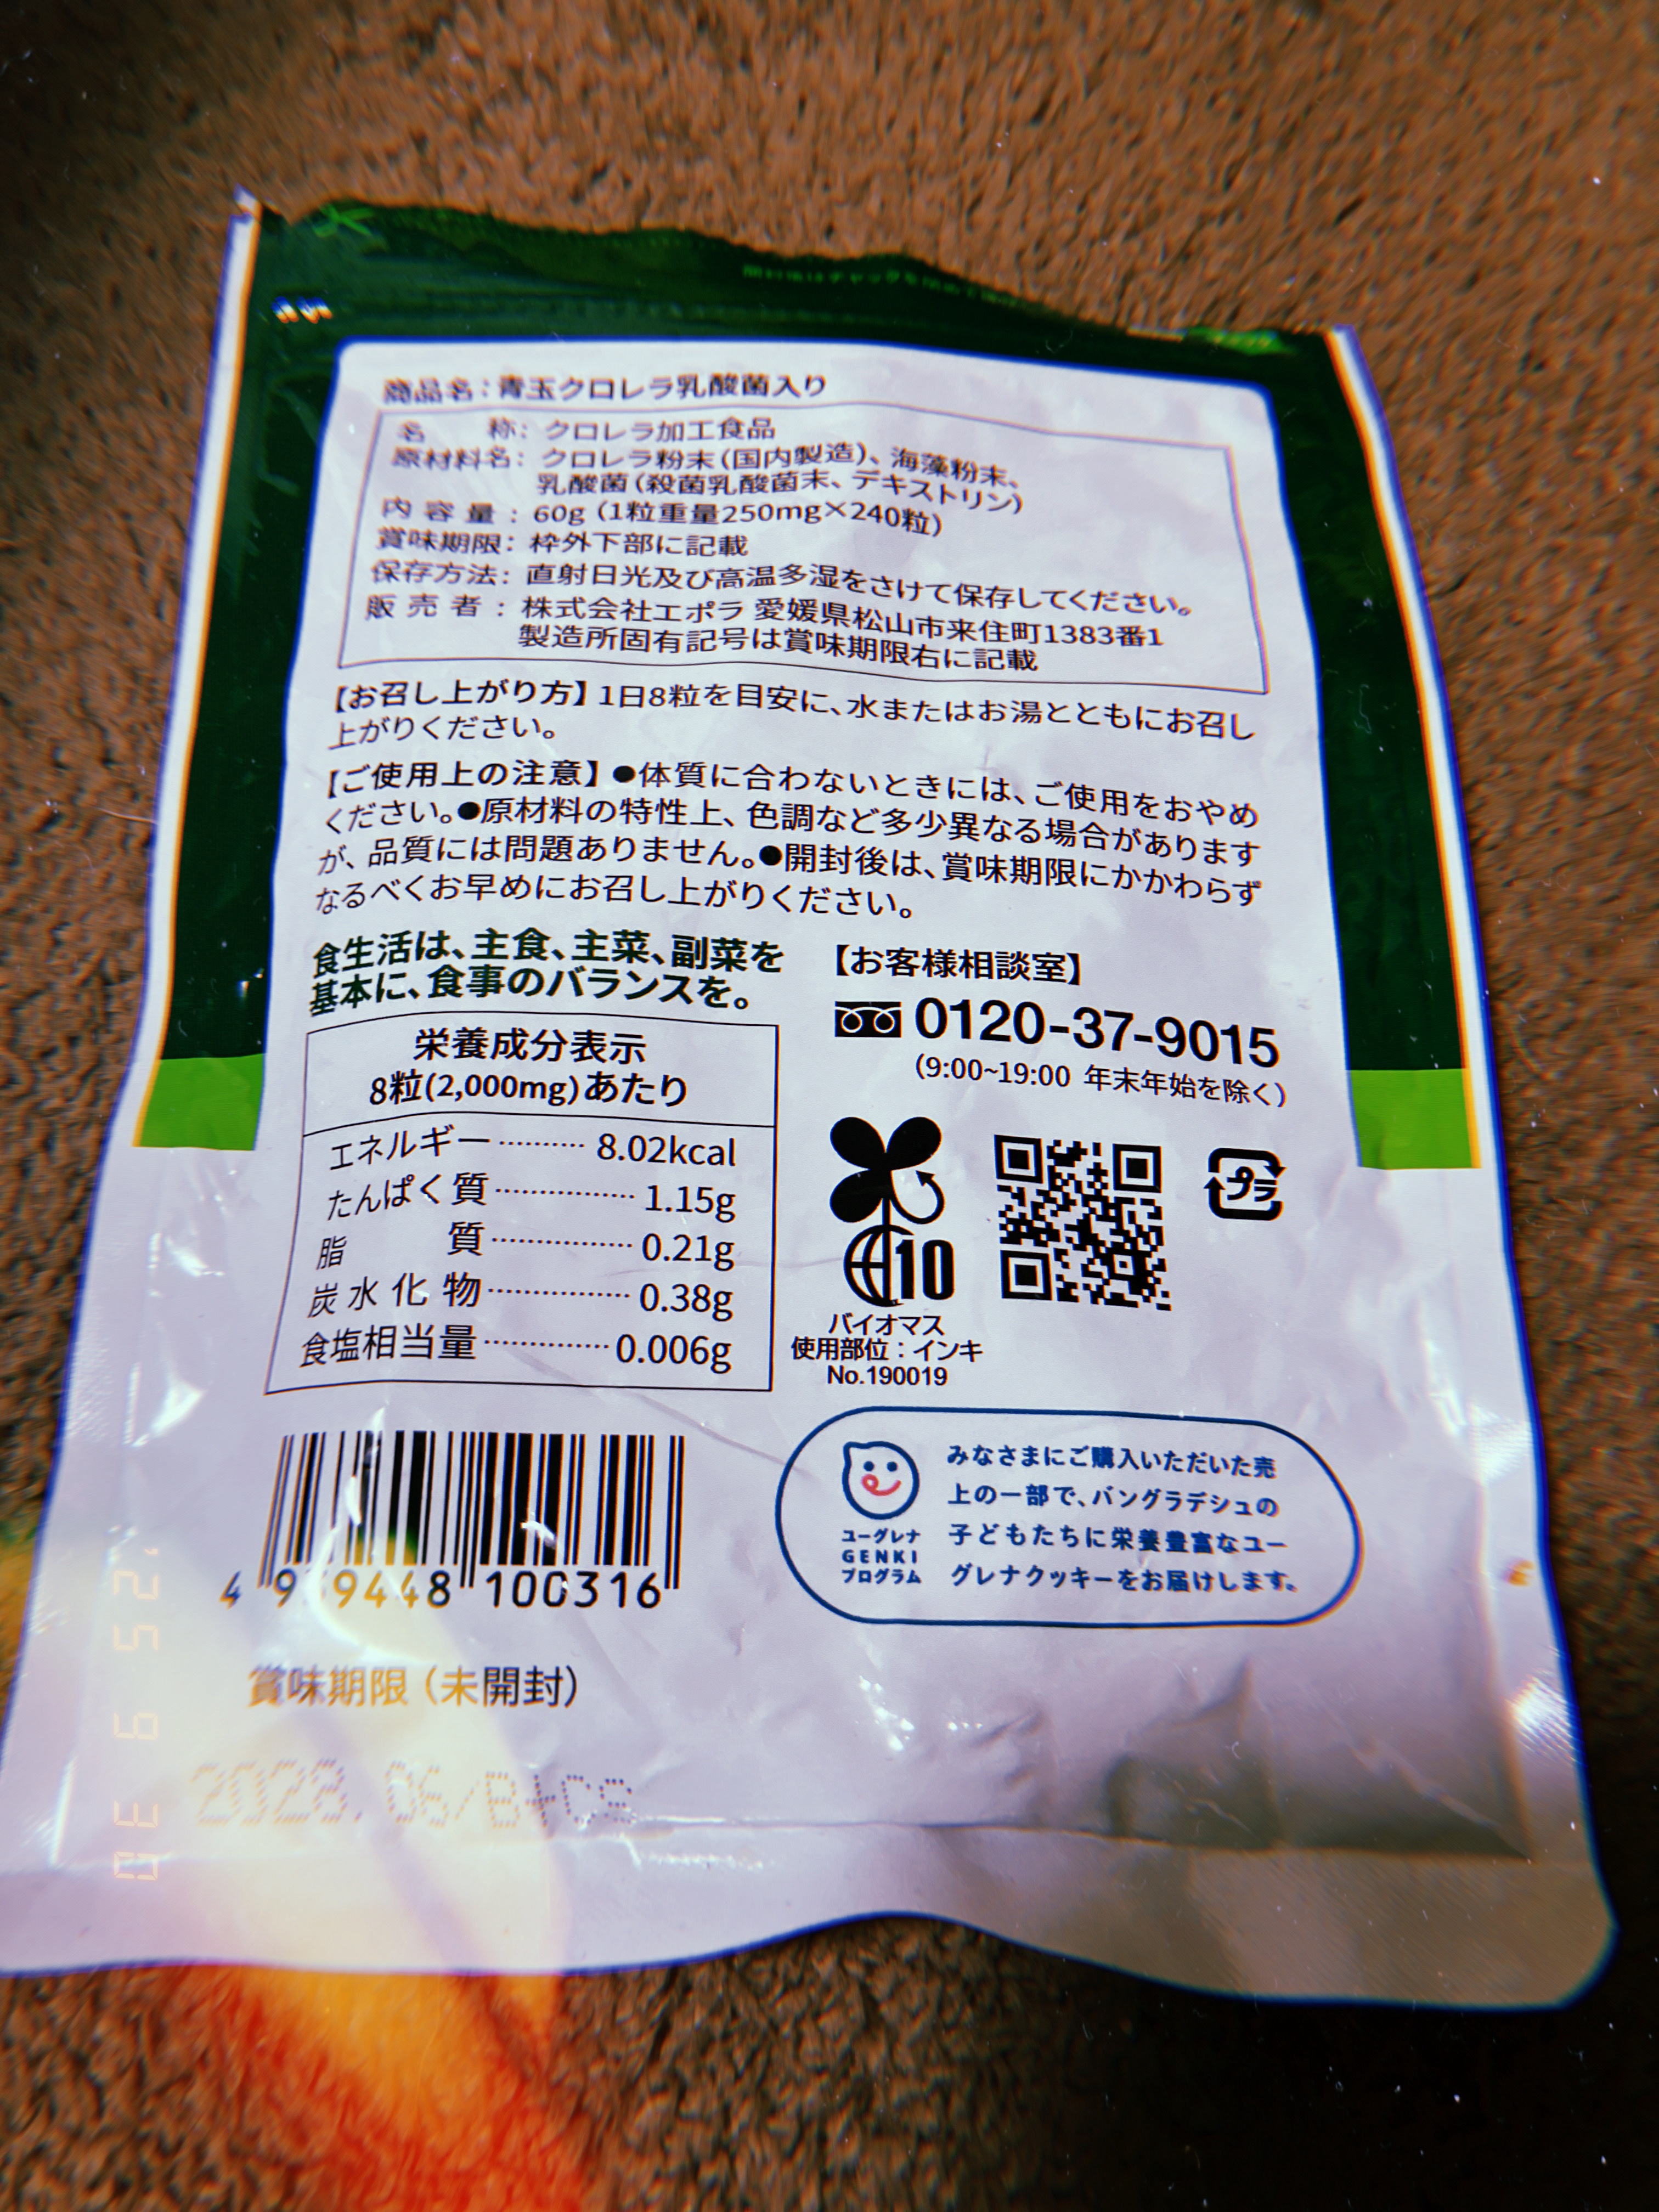 商品名：青玉クロレラ乳酸菌入り
名　　称：クロレラ加工食品
原材料名：クロレラ粉末（国内製造）、海藻粉末、
乳酸菌（殺菌乳酸菌末、デキストリン）
内容量：60g（1粒重量250mg×240粒）
賞味期限：枠外下部に記載
保存方法：直射日光及び高温多湿をさけて保存してください。
販売者：株式会社エポラ 愛媛県松山市来住町1383番1
製造所固有記号は賞味期限右に記載
【お召し上がり方】1日8粒を目安に、水またはお湯とともにお召し
上がりください。
【ご使用上の注意】●体質に合わないときには、ご使用をおやめ
ください。●原材料の特性上、色調など多少異なる場合があります
が、品質には問題ありません。●開封後は、賞味期限にかかわらず
なるべくお早めにお召し上がりください。
食生活は、主食、主菜、副菜を
基本に、食事のバランスを。
栄養成分表示
8粒(2,000mg)あたり
エネルギー………8.02kcal
たんぱく質………1.15g
脂　　質………0.21g
炭水化物………0.38g
食塩相当量………0.006g
【お客様相談室】
0120-37-9015
（9:00~19:00 年末年始を除く）
10
バイオマス
使用部位：インキ
No.190019
プラ
みなさまにご購入いただいた売
上の一部で、バングラデシュの
子どもたちに栄養豊富なユー
グレナクッキーをお届けします。
ユーグレナ
GENKI
プログラム
賞味期限（未開封）
'25 9 30